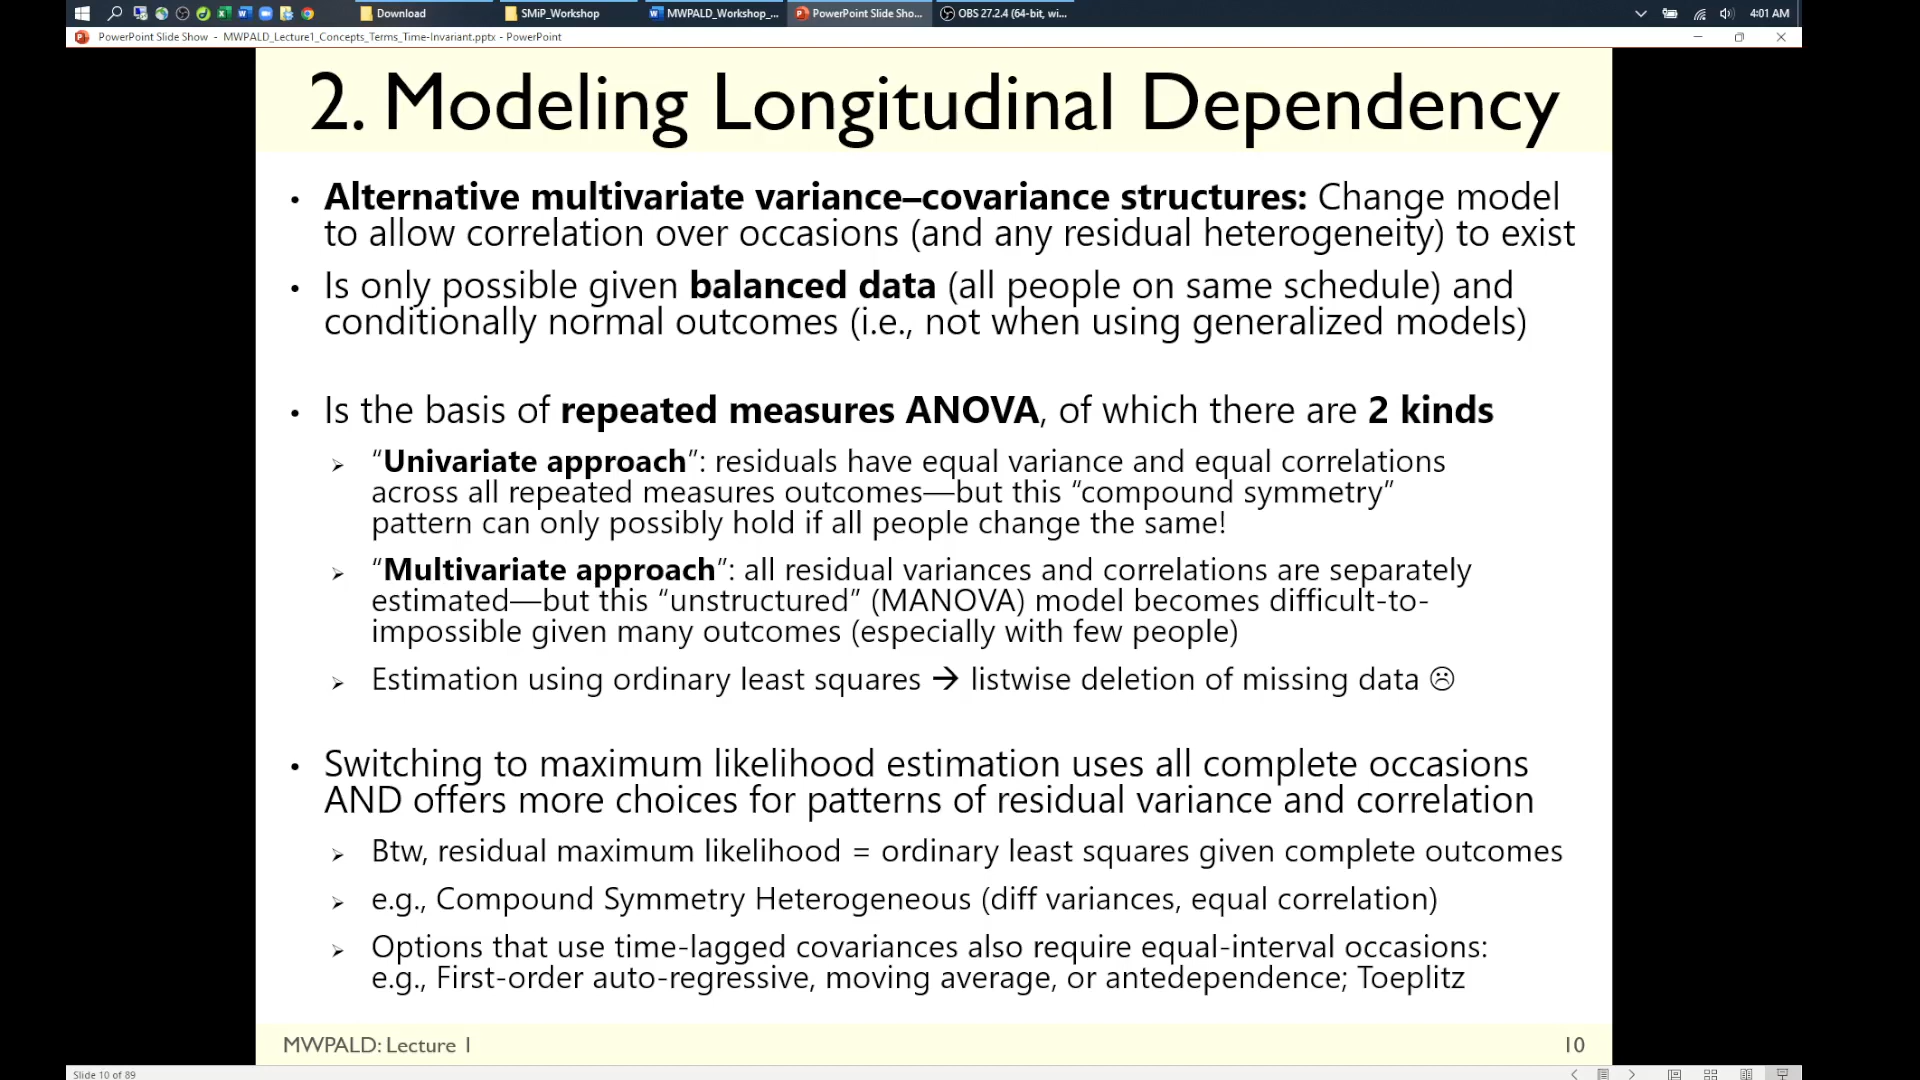 Download
SMiP_Workshop
MWPALD_Workshop_...
PowerPoint Slide Sho...
OBS 27.2.4 (64-bit, wi...
4:01 AM
PowerPoint Slide Show - MWPALD_Lecture1_Concepts_Terms_Time-Invariant.pptx - PowerPoint
2. Modeling Longitudinal Dependency
• Alternative multivariate variance–covariance structures: Change model
to allow correlation over occasions (and any residual heterogeneity) to exist
• Is only possible given balanced data (all people on same schedule) and
conditionally normal outcomes (i.e., not when using generalized models)
• Is the basis of repeated measures ANOVA, of which there are 2 kinds
➢ “Univariate approach”: residuals have equal variance and equal correlations
across all repeated measures outcomes—but this “compound symmetry”
pattern can only possibly hold if all people change the same!
➢ “Multivariate approach”: all residual variances and correlations are separately
estimated—but this “unstructured” (MANOVA) model becomes difficult-to-
impossible given many outcomes (especially with few people)
➢ Estimation using ordinary least squares → listwise deletion of missing data ☹
• Switching to maximum likelihood estimation uses all complete occasions
AND offers more choices for patterns of residual variance and correlation
➢ Btw, residual maximum likelihood = ordinary least squares given complete outcomes
➢ e.g., Compound Symmetry Heterogeneous (diff variances, equal correlation)
➢ Options that use time-lagged covariances also require equal-interval occasions:
e.g., First-order auto-regressive, moving average, or antedependence; Toeplitz
MWPALD: Lecture 1
10
Slide 10 of 89